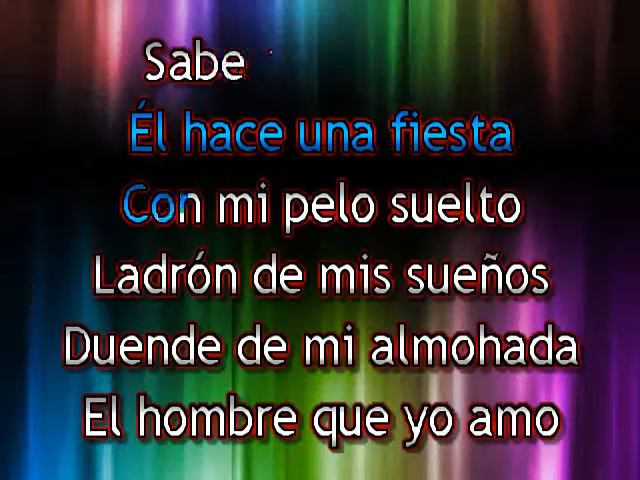 Sabe
Él hace una fiesta
Con mi pelo suelto
Ladrón de mis sueños
Duende de mi almohada
El hombre que yo amo